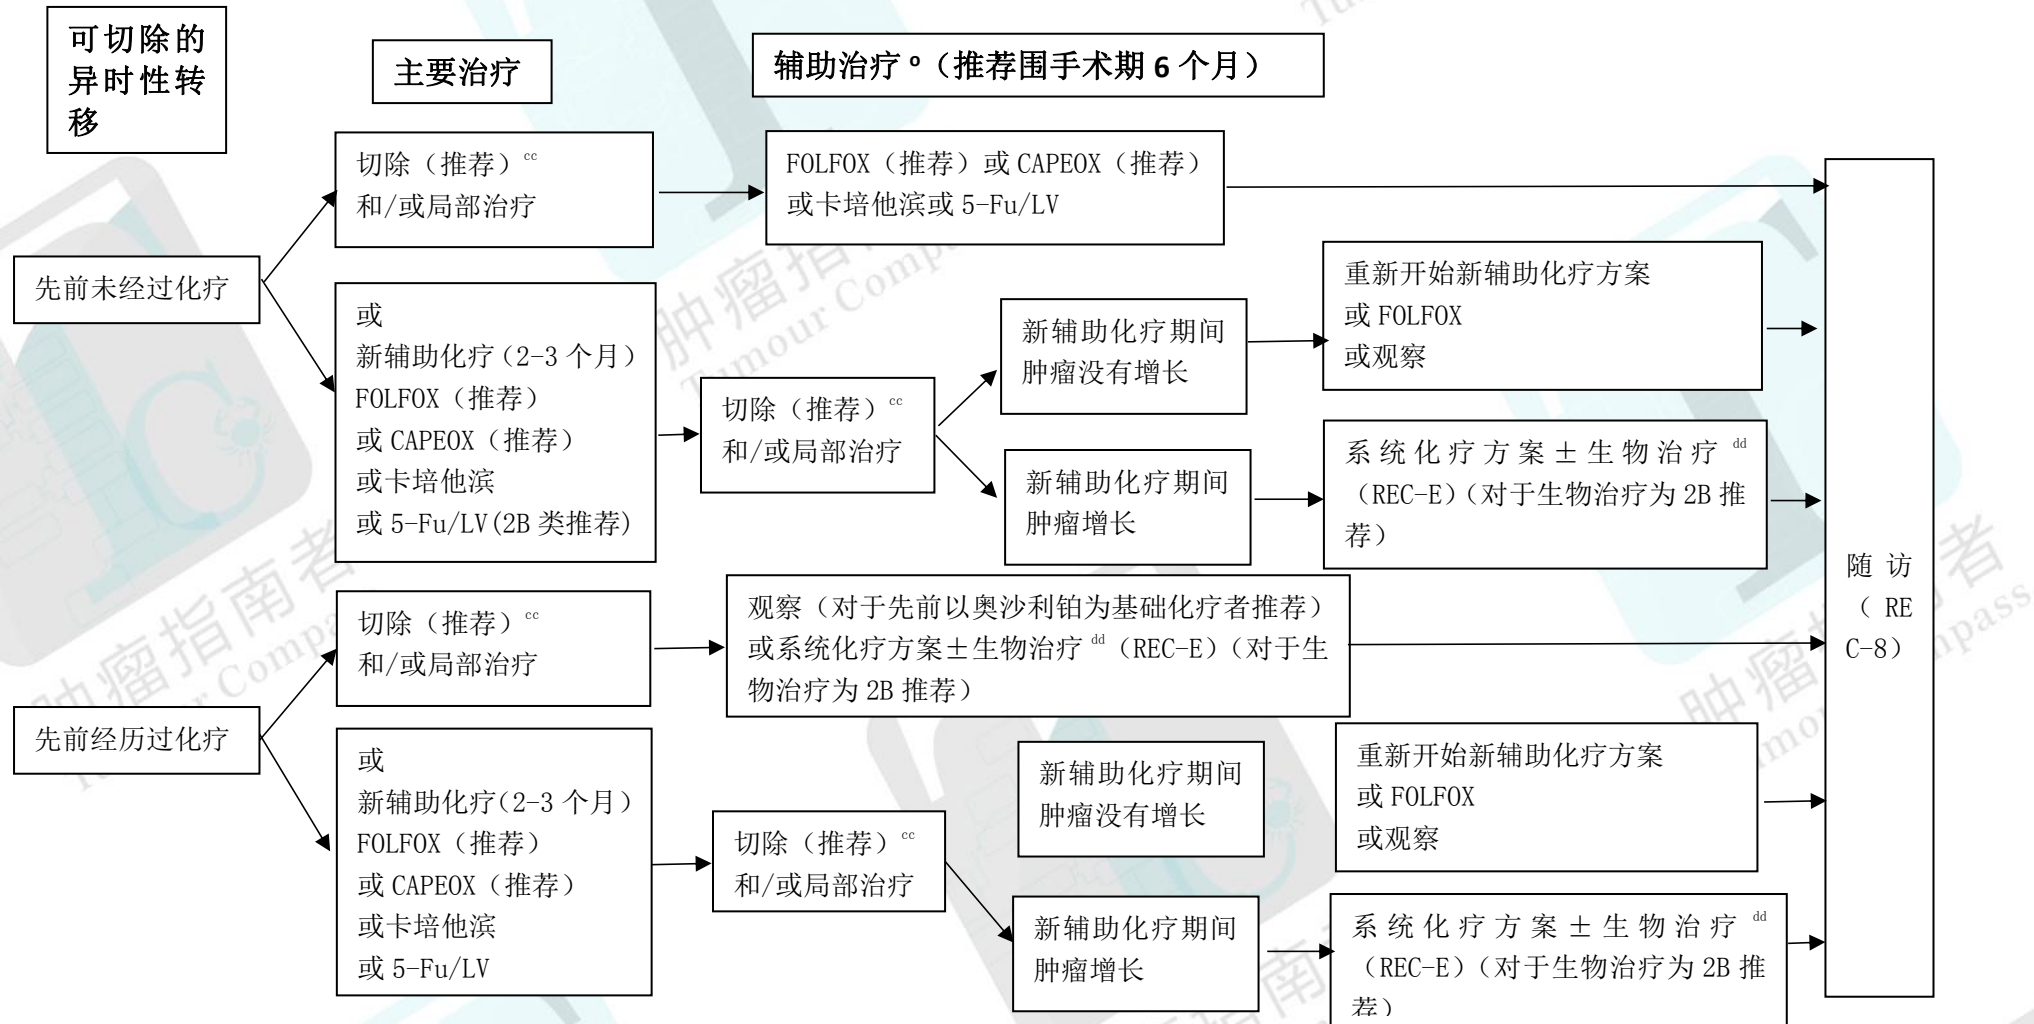 可切除的
异时性转
移
主要治疗
辅助治疗 º（推荐围手术期 6 个月）
先前未经过化疗
切除（推荐）cc
和/或局部治疗
FOLFOX（推荐）或 CAPEOX（推荐）
或卡培他滨或 5-Fu/LV
或
新辅助化疗（2-3 个月）
FOLFOX（推荐）
或 CAPEOX（推荐）
或卡培他滨
或 5-Fu/LV(2B 类推荐)
切除（推荐）cc
和/或局部治疗
新辅助化疗期间
肿瘤没有增长
重新开始新辅助化疗方案
或 FOLFOX
或观察
新辅助化疗期间
肿瘤增长
系统化疗方案±生物治疗 dd
（REC-E）（对于生物治疗为 2B 推
荐）
先前经历过化疗
切除（推荐）cc
和/或局部治疗
观察（对于先前以奥沙利铂为基础化疗者推荐）
或系统化疗方案±生物治疗 dd（REC-E）（对于生
物治疗为 2B 推荐）
或
新辅助化疗（2-3 个月）
FOLFOX（推荐）
或 CAPEOX（推荐）
或卡培他滨
或 5-Fu/LV
切除（推荐）cc
和/或局部治疗
新辅助化疗期间
肿瘤没有增长
重新开始新辅助化疗方案
或 FOLFOX
或观察
新辅助化疗期间
肿瘤增长
系统化疗方案±生物治疗 dd
（REC-E）（对于生物治疗为 2B 推
荐）
随访
（RE
C-8）